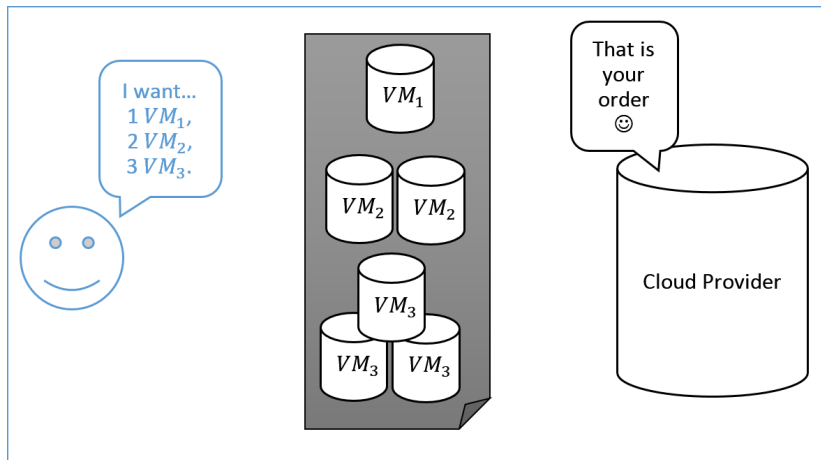 I want...
1 VM₁,
2 VM₂,
3 VM₃.
VM₁
VM₂ VM₂
VM₃
VM₃ VM₃
That is
your
order
☺
Cloud Provider